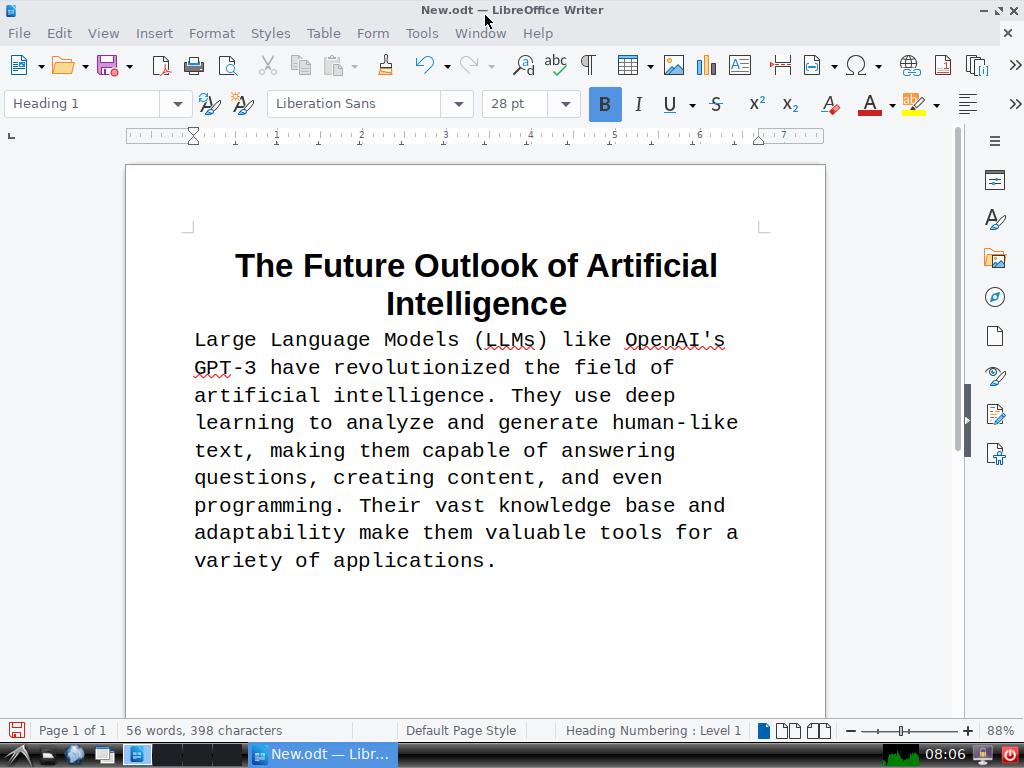 New.odt — LibreOffice Writer
File Edit View Insert Format Styles Table Form Tools Window Help
Heading 1 Liberation Sans 28 pt
1 2 3 4 5 6 7
The Future Outlook of Artificial
Intelligence
Large Language Models (LLMs) like OpenAI's
GPT-3 have revolutionized the field of
artificial intelligence. They use deep
learning to analyze and generate human-like
text, making them capable of answering
questions, creating content, and even
programming. Their vast knowledge base and
adaptability make them valuable tools for a
variety of applications.
Page 1 of 1 56 words, 398 characters Default Page Style Heading Numbering : Level 1 88%
New.odt — Libr... 08:06